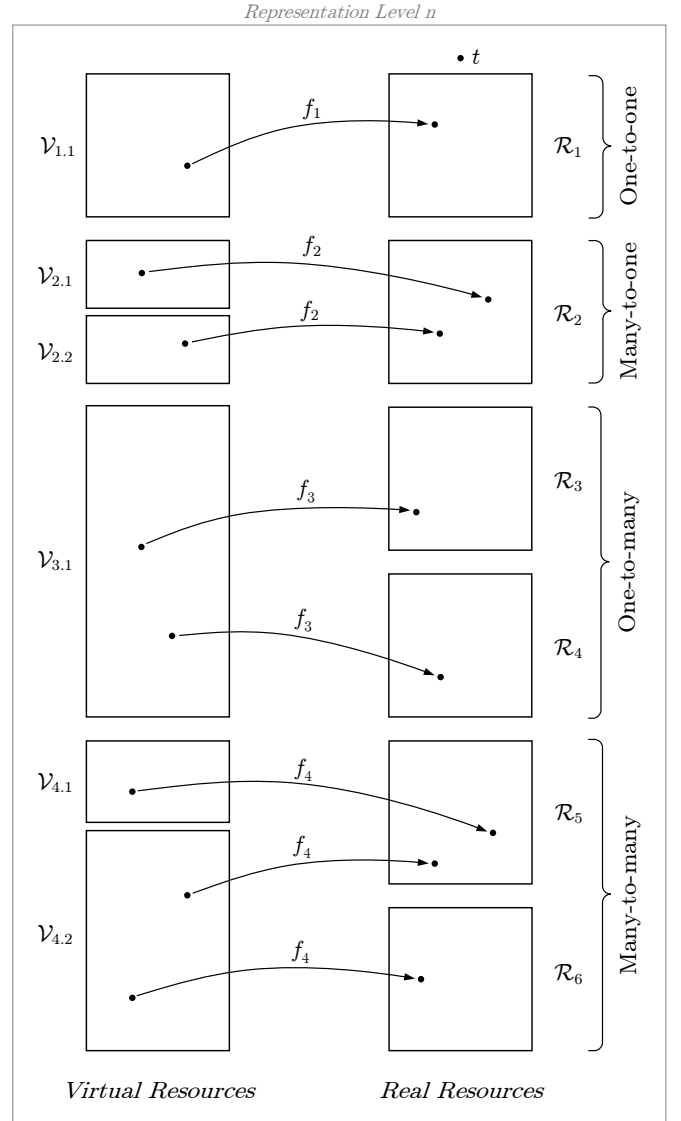 Representation Level n
t
f₁
𝒱₁.₁
ℛ₁
One-to-one
f₂
𝒱₂.₁
f₂
ℛ₂
𝒱₂.₂
Many-to-one
f₃
ℛ₃
𝒱₃.₁
One-to-many
f₃
ℛ₄
f₄
𝒱₄.₁
ℛ₅
f₄
Many-to-many
𝒱₄.₂
f₄
ℛ₆
Virtual Resources
Real Resources